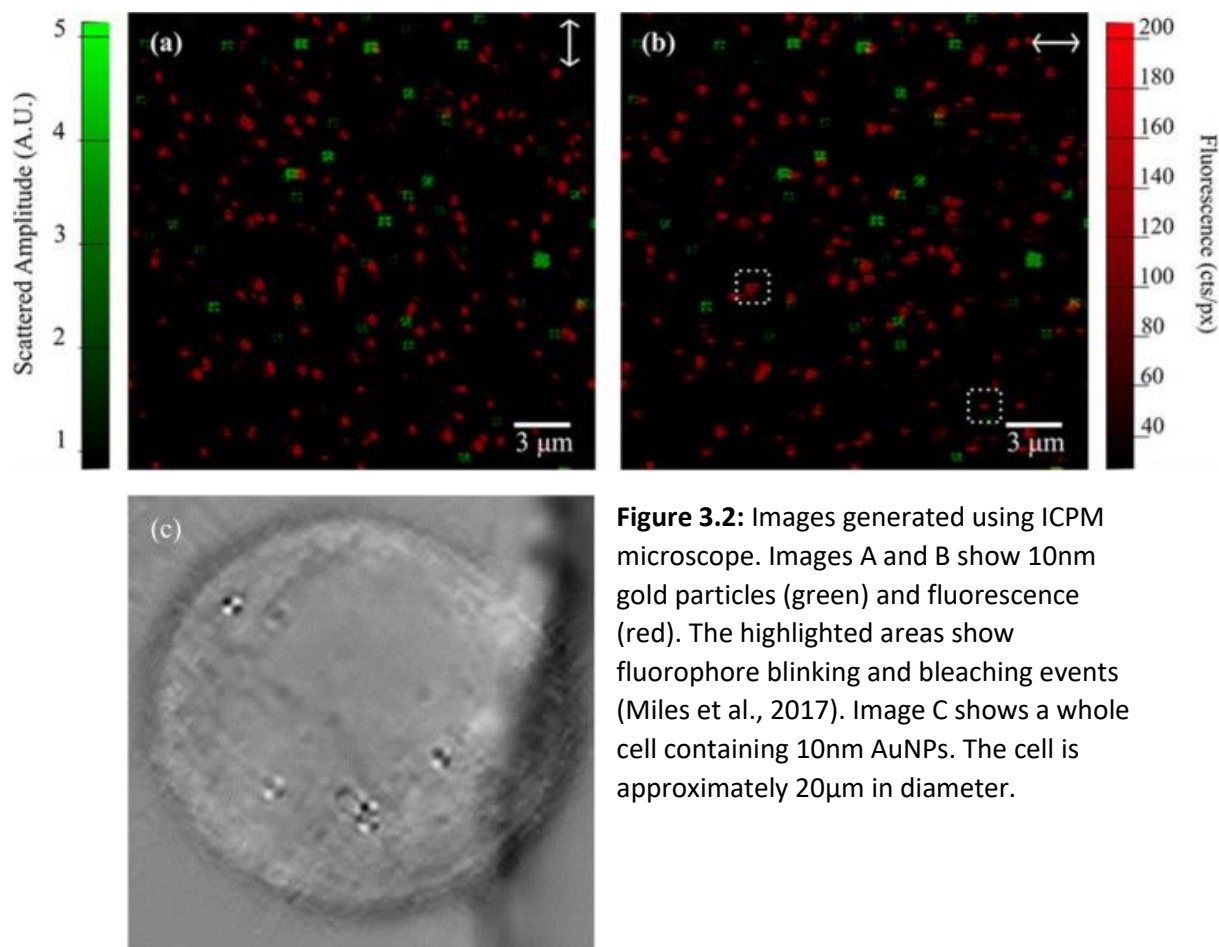 5
4
3
2
1
Scattered Amplitude (A.U.)
(a)
3 μm
(b)
3 μm
200
180
160
140
120
100
80
60
40
Fluorescence (cts/px)
(c)
Figure 3.2: Images generated using ICPM
microscope. Images A and B show 10nm
gold particles (green) and fluorescence
(red). The highlighted areas show
fluorophore blinking and bleaching events
(Miles et al., 2017). Image C shows a whole
cell containing 10nm AuNPs. The cell is
approximately 20μm in diameter.